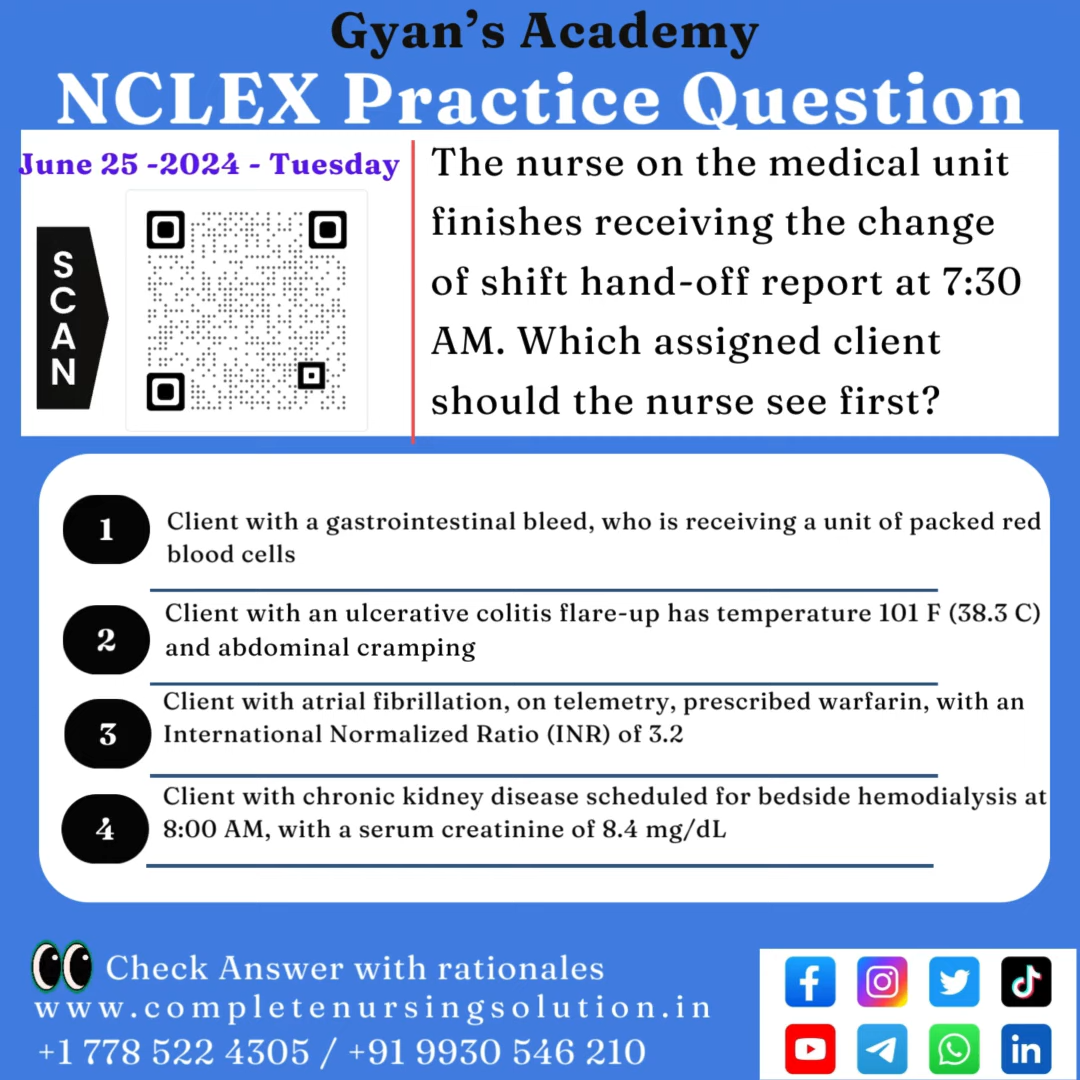 Gyan's Academy
NCLEX Practice Question
June 25 -2024 - Tuesday
SCAN
The nurse on the medical unit
finishes receiving the change
of shift hand-off report at 7:30
AM. Which assigned client
should the nurse see first?
1
Client with a gastrointestinal bleed, who is receiving a unit of packed red
blood cells
2
Client with an ulcerative colitis flare-up has temperature 101 F (38.3 C)
and abdominal cramping
3
Client with atrial fibrillation, on telemetry, prescribed warfarin, with an
International Normalized Ratio (INR) of 3.2
4
Client with chronic kidney disease scheduled for bedside hemodialysis at
8:00 AM, with a serum creatinine of 8.4 mg/dL
Check Answer with rationales
www.completenursingsolution.in
+1 778 522 4305 / +91 9930 546 210